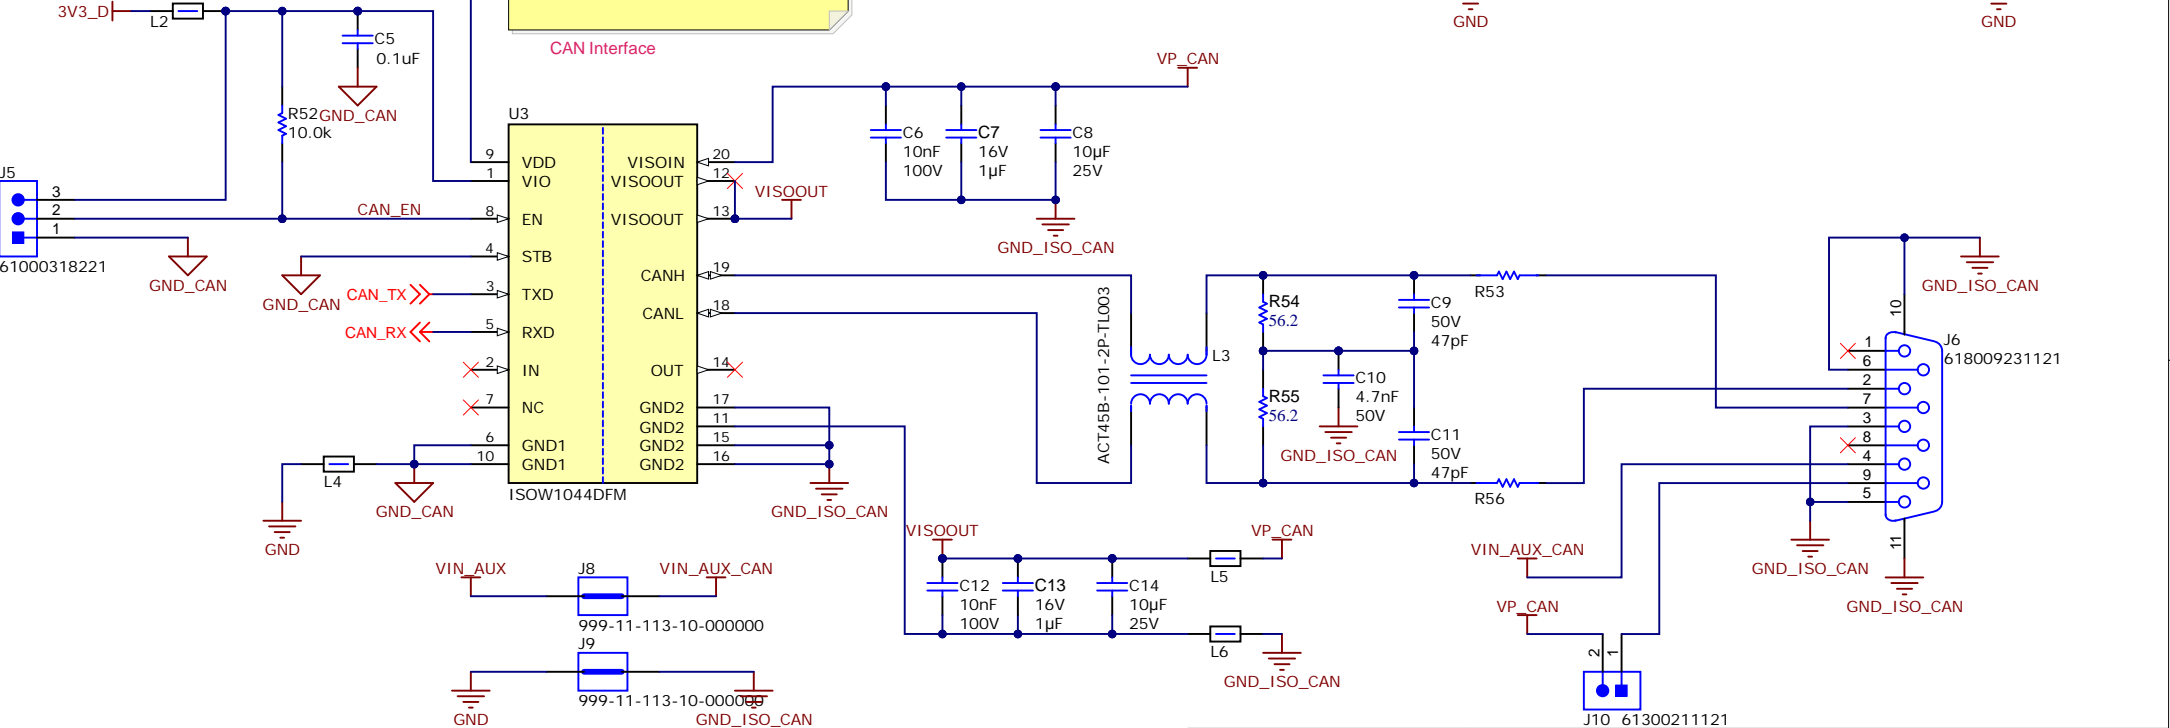 3V3_D
L2
C5
0.1uF
GND_CAN
R52
10.0k
CAN Interface
GND
GND
VP_CAN
C6
10nF
100V
C7
16V
1µF
C8
10µF
25V
GND_ISO_CAN
J5
3
2
1
61000318221
GND_CAN
CAN_EN
GND_CAN
CAN_TX
CAN_RX
U3
9 VDD
1 VIO
8 EN
4 STB
3 TXD
5 RXD
2 IN
7 NC
6 GND1
10 GND1
VISOIN 20
VISOOUT 12
VISOOUT 13
CANH 19
CANL 18
OUT 14
GND2 17
GND2 11
GND2 15
GND2 16
ISOW1044DFM
VISOOUT
L4
GND
GND_CAN
GND_ISO_CAN
ACT45B-101-2P-TL003
L3
R54
56.2
R55
56.2
C9
50V
47pF
C10
4.7nF
50V
GND_ISO_CAN
C11
50V
47pF
R53
R56
GND_ISO_CAN
10
J6
618009231121
1
6
2
7
3
8
4
9
5
11
GND_ISO_CAN
GND_ISO_CAN
VIN_AUX_CAN
VP_CAN
2
1
J10 61300211121
VISOOUT
VP_CAN
C12
10nF
100V
C13
16V
1µF
C14
10µF
25V
L5
L6
GND_ISO_CAN
VIN_AUX
J8
VIN_AUX_CAN
999-11-113-10-000000
J9
999-11-113-10-000000
GND
GND_ISO_CAN